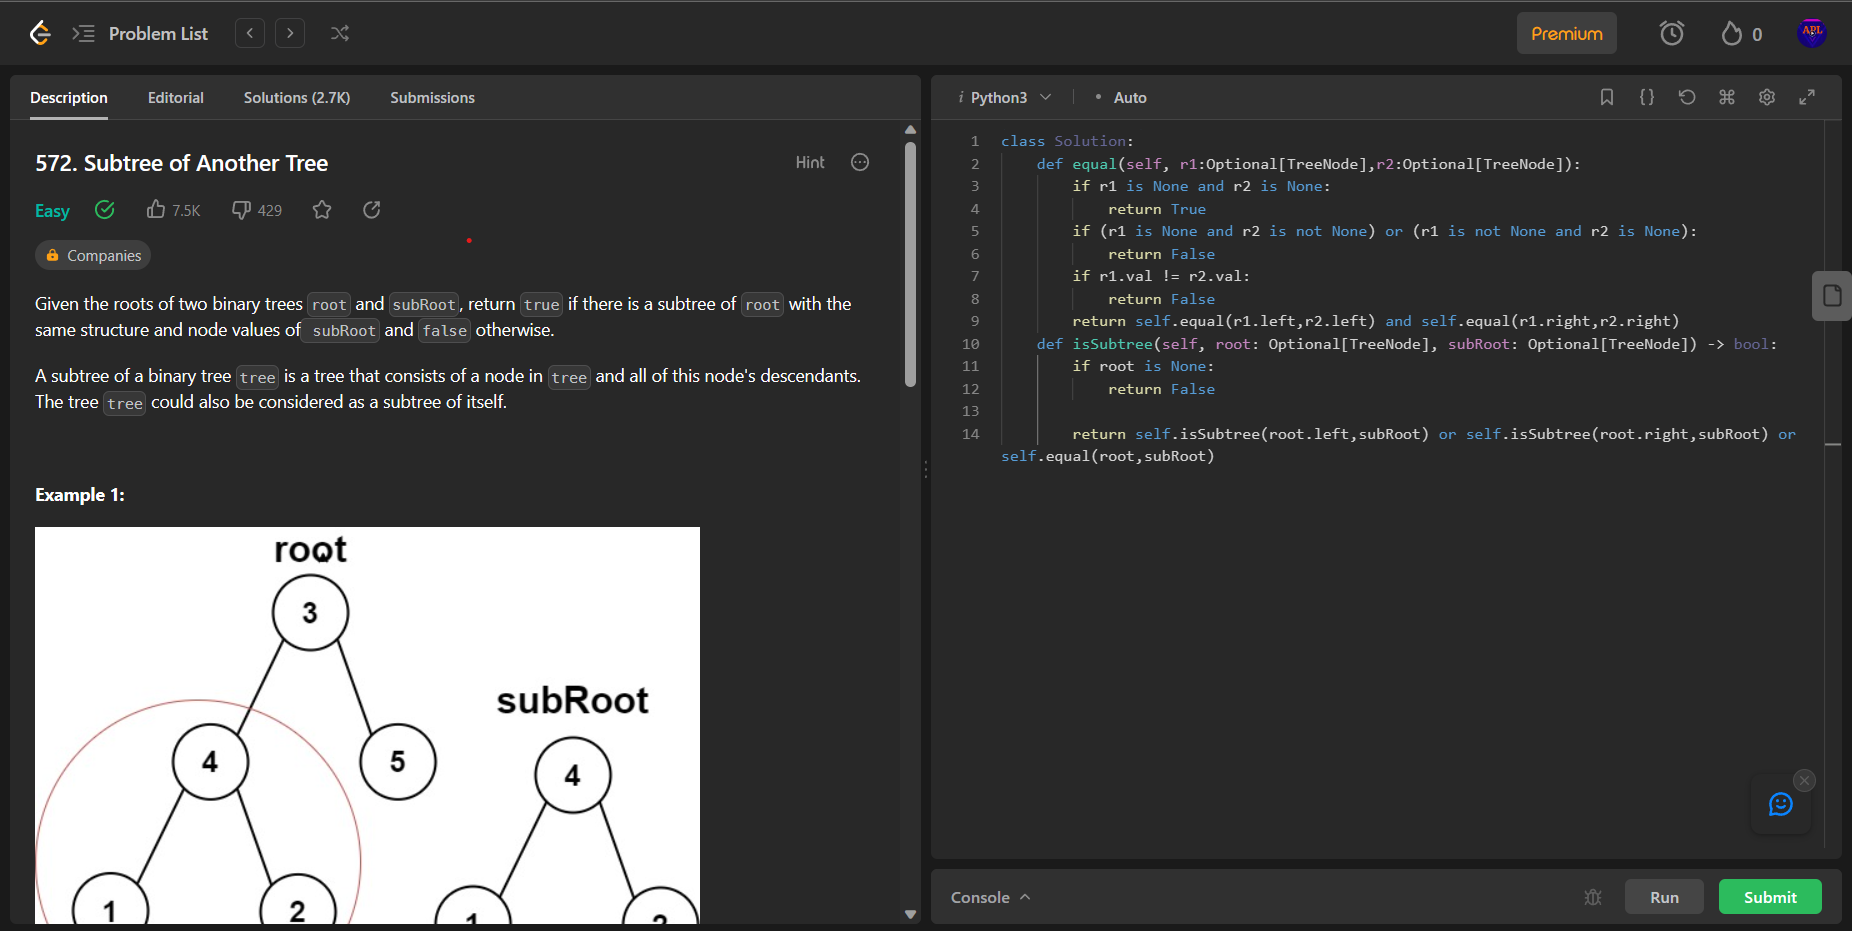 Problem List
Premium
0
APL
Description Editorial Solutions (2.7K) Submissions
572. Subtree of Another Tree
Hint
Easy 7.5K 429
Companies
Given the roots of two binary trees root and subRoot, return true if there is a subtree of root with the
same structure and node values of subRoot and false otherwise.
A subtree of a binary tree tree is a tree that consists of a node in tree and all of this node's descendants.
The tree tree could also be considered as a subtree of itself.
Example 1:
root
3
subRoot
4 5 4
1 2 1 2
i Python3 • Auto
1 class Solution:
2 def equal(self, r1:Optional[TreeNode],r2:Optional[TreeNode]):
3 if r1 is None and r2 is None:
4 return True
5 if (r1 is None and r2 is not None) or (r1 is not None and r2 is None):
6 return False
7 if r1.val != r2.val:
8 return False
9 return self.equal(r1.left,r2.left) and self.equal(r1.right,r2.right)
10 def isSubtree(self, root: Optional[TreeNode], subRoot: Optional[TreeNode]) -> bool:
11 if root is None:
12 return False
13
14 return self.isSubtree(root.left,subRoot) or self.isSubtree(root.right,subRoot) or
self.equal(root,subRoot)
Console
Run
Submit